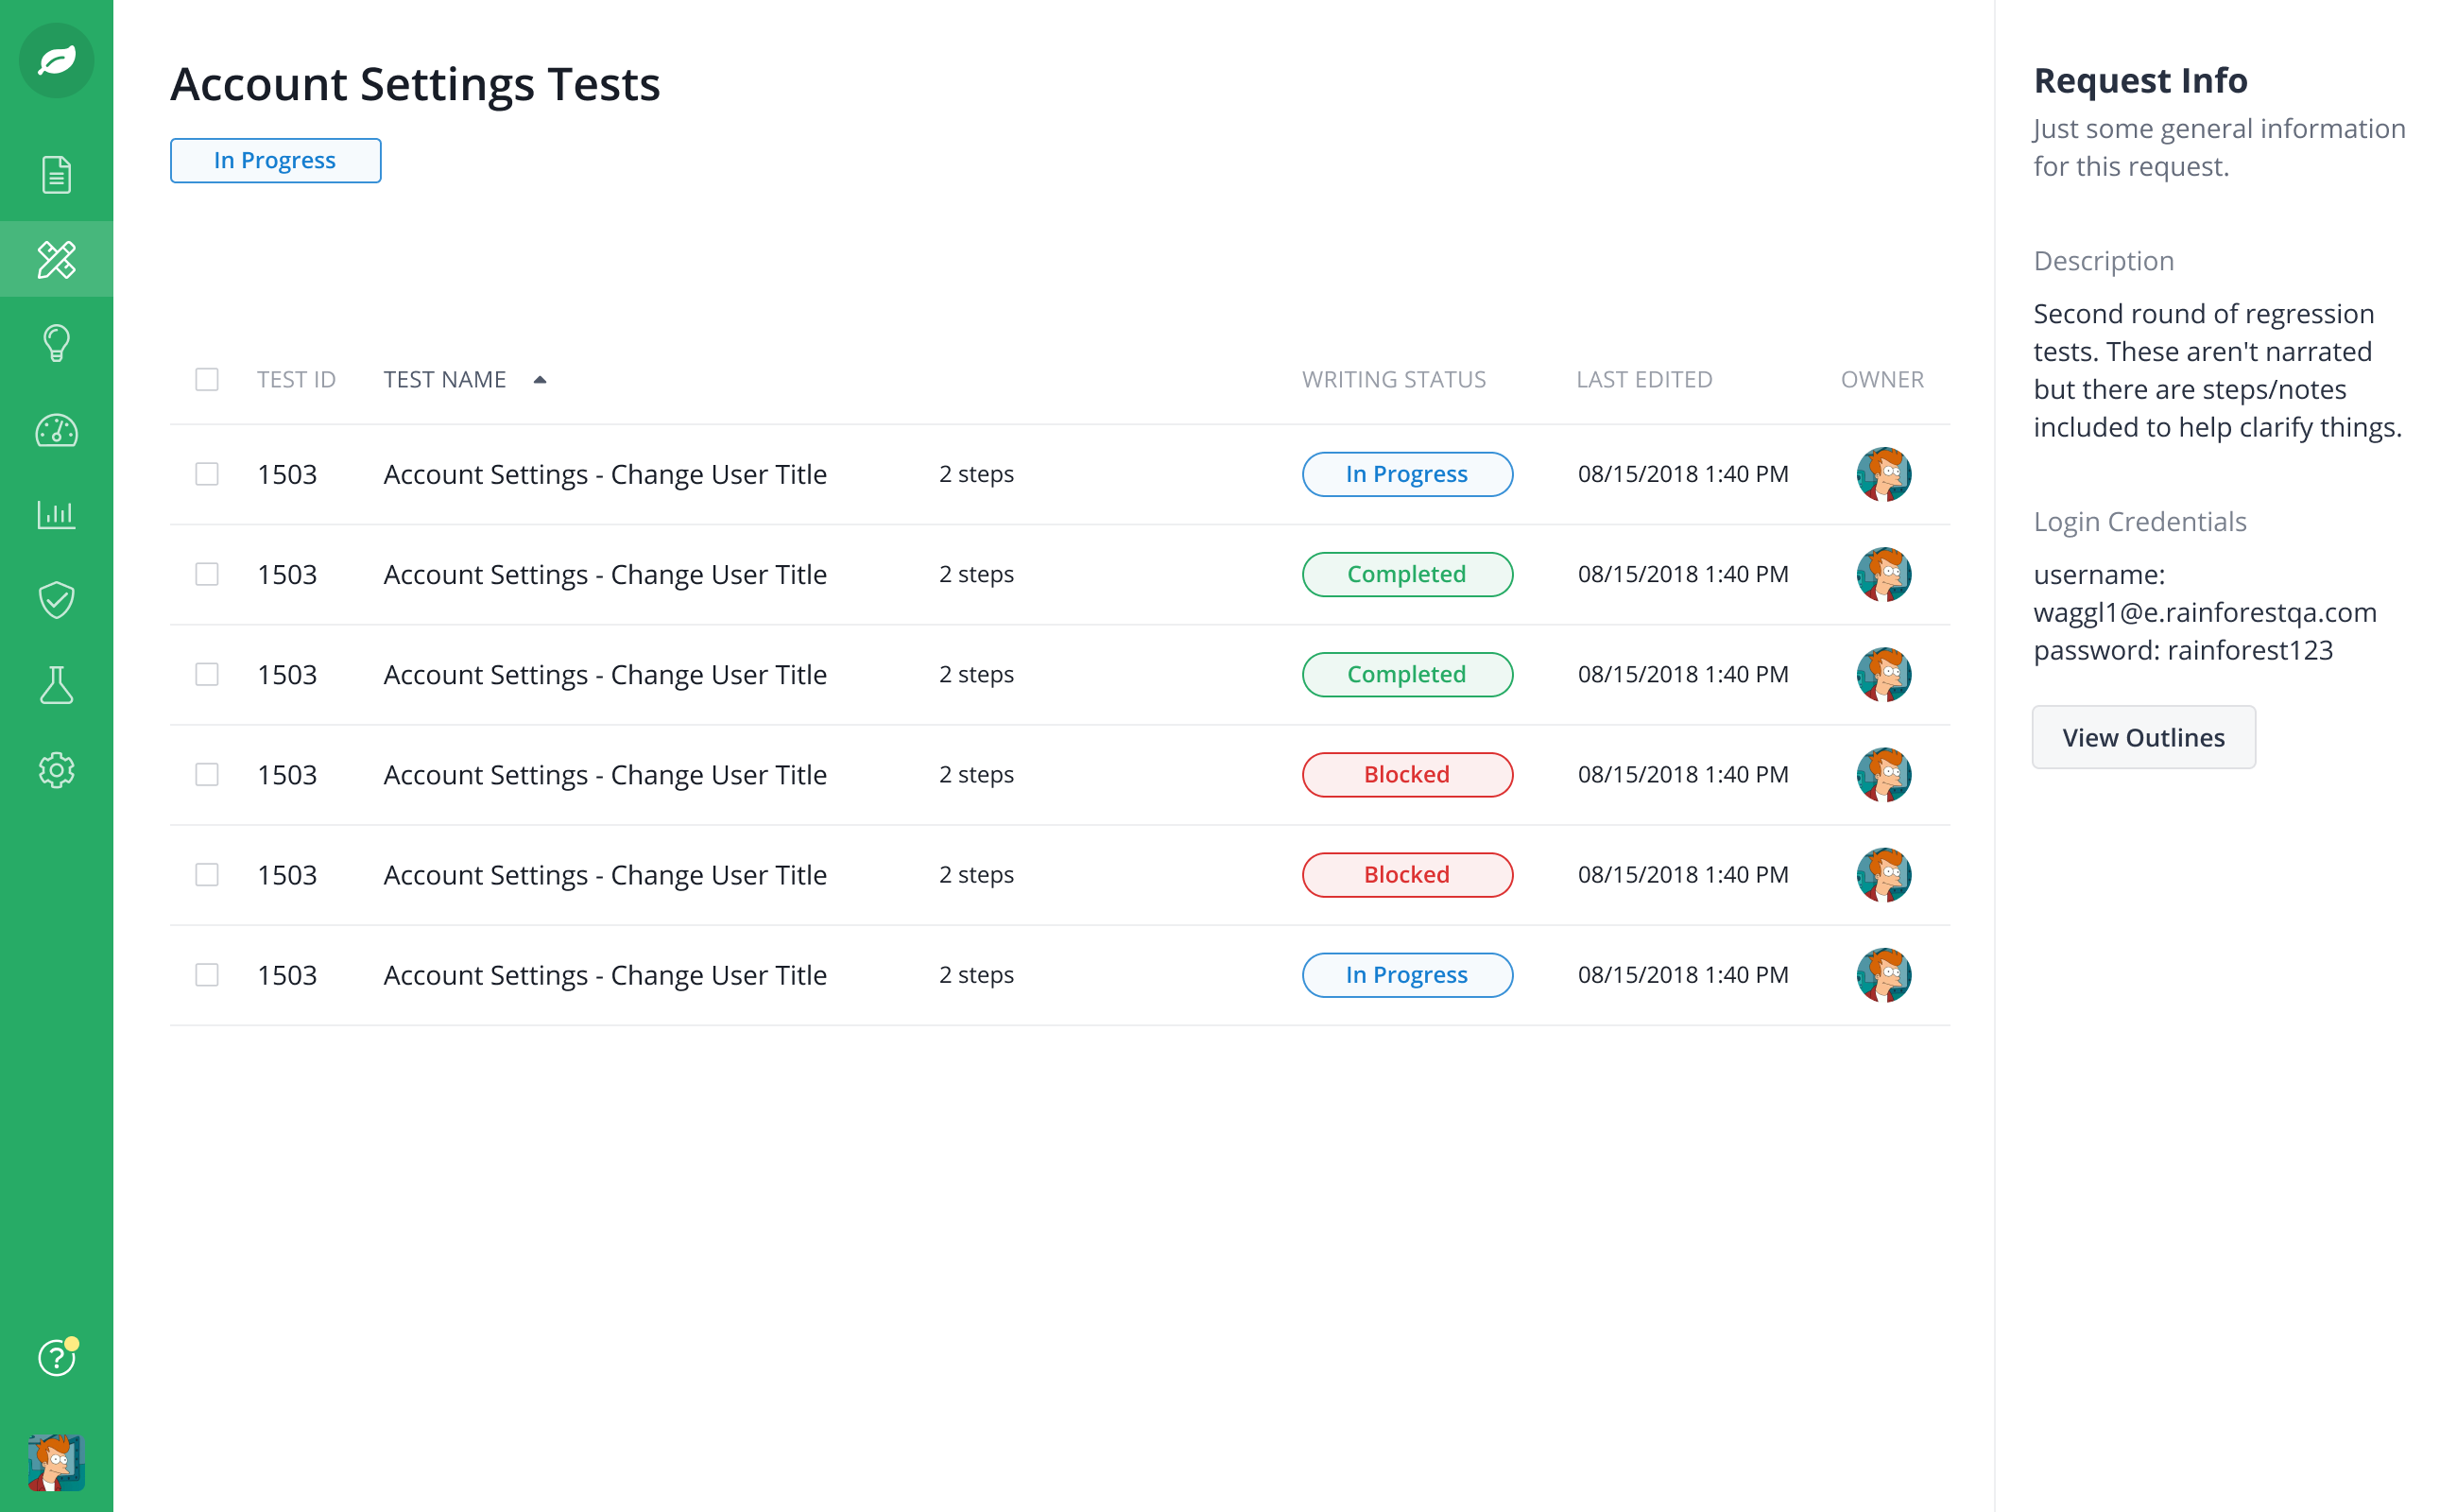 Account Settings Tests
In Progress
TEST ID TEST NAME WRITING STATUS LAST EDITED OWNER
1503 Account Settings - Change User Title 2 steps In Progress 08/15/2018 1:40 PM
1503 Account Settings - Change User Title 2 steps Completed 08/15/2018 1:40 PM
1503 Account Settings - Change User Title 2 steps Completed 08/15/2018 1:40 PM
1503 Account Settings - Change User Title 2 steps Blocked 08/15/2018 1:40 PM
1503 Account Settings - Change User Title 2 steps Blocked 08/15/2018 1:40 PM
1503 Account Settings - Change User Title 2 steps In Progress 08/15/2018 1:40 PM
Request Info
Just some general information
for this request.
Description
Second round of regression
tests. These aren't narrated
but there are steps/notes
included to help clarify things.
Login Credentials
username:
waggl1@e.rainforestqa.com
password: rainforest123
View Outlines
?